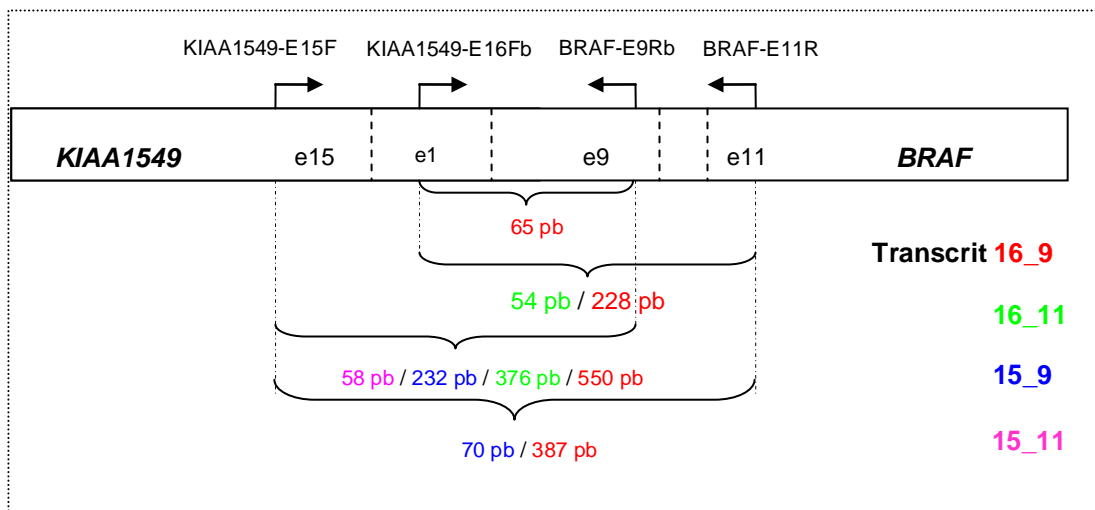 KIAA1549-E15F KIAA1549-E16Fb BRAF-E9Rb BRAF-E11R
KIAA1549 e15 e1 e9 e11 BRAF
65 pb
Transcrit 16_9
54 pb / 228 pb
16_11
58 pb / 232 pb / 376 pb / 550 pb
15_9
70 pb / 387 pb
15_11